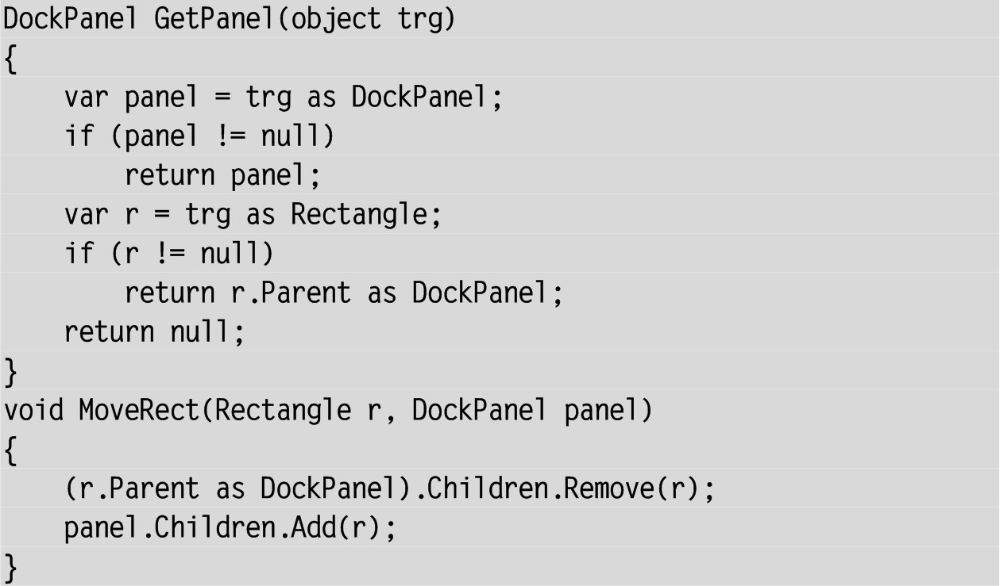 DockPanel GetPanel(object trg)
{
    var panel = trg as DockPanel;
    if (panel != null)
        return panel;
    var r = trg as Rectangle;
    if (r != null)
        return r.Parent as DockPanel;
    return null;
}
void MoveRect(Rectangle r, DockPanel panel)
{
    (r.Parent as DockPanel).Children.Remove(r);
    panel.Children.Add(r);
}